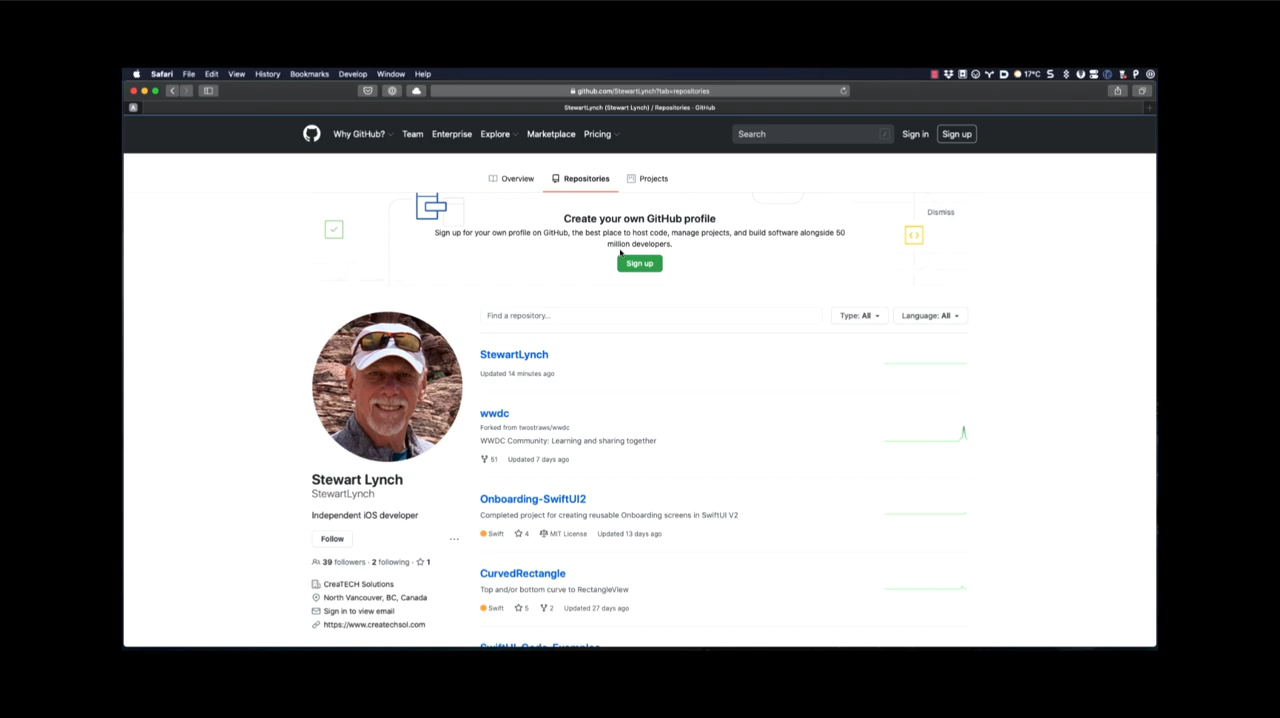 Safari File Edit View History Bookmarks Develop Window Help
17°C
github.com/StewartLynch?tab=repositories
StewartLynch (Stewart Lynch) / Repositories · GitHub
Why GitHub? Team Enterprise Explore Marketplace Pricing Search / Sign in Sign up
Overview Repositories Projects
Create your own GitHub profile
Dismiss
Sign up for your own profile on GitHub, the best place to host code, manage projects, and build software alongside 50
million developers.
Sign up
Find a repository... Type: All Language: All
StewartLynch
Updated 14 minutes ago
wwdc
Forked from twostraws/wwdc
WWDC Community: Learning and sharing together
51 Updated 7 days ago
Onboarding-SwiftUI2
Completed project for creating reusable Onboarding screens in SwiftUI V2
Swift 4 MIT License Updated 13 days ago
CurvedRectangle
Top and/or bottom curve to RectangleView
Swift 5 2 Updated 27 days ago
SwiftUI-Code-Examples
Stewart Lynch
StewartLynch
Independent iOS developer
Follow
39 followers · 2 following · 1
CreaTECH Solutions
North Vancouver, BC, Canada
Sign in to view email
https://www.createchsol.com